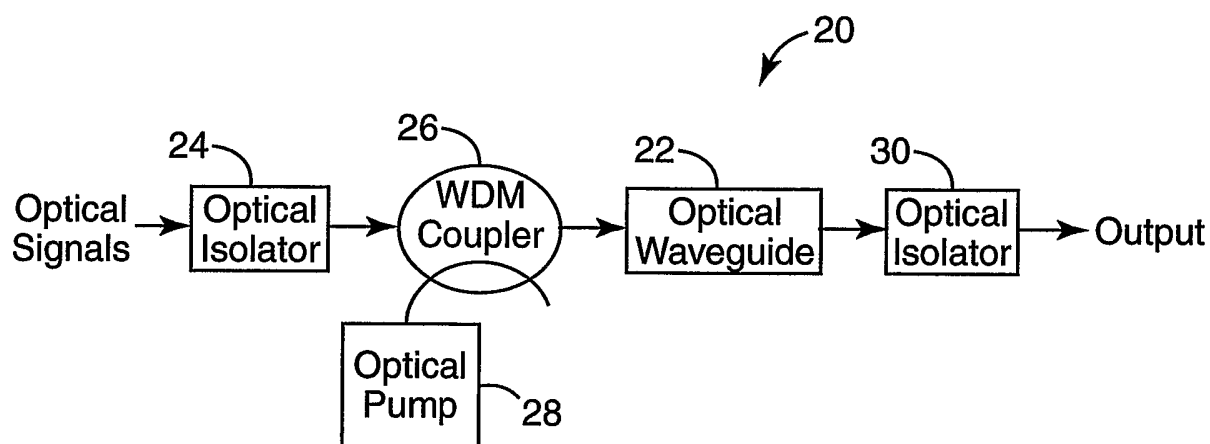 20
24
26
22
30
Optical
Signals
Optical
Isolator
WDM
Coupler
Optical
Waveguide
Optical
Isolator
Output
Optical
Pump
28